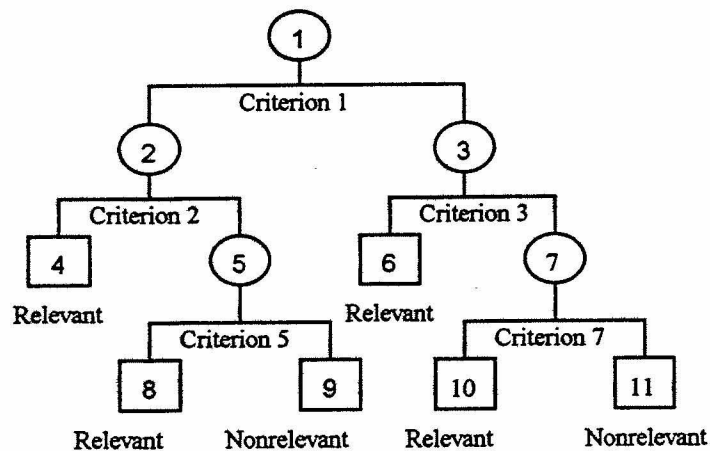 1
Criterion 1
2 3
Criterion 2 Criterion 3
4 5 6 7
Relevant Relevant
Criterion 5 Criterion 7
8 9 10 11
Relevant Nonrelevant Relevant Nonrelevant